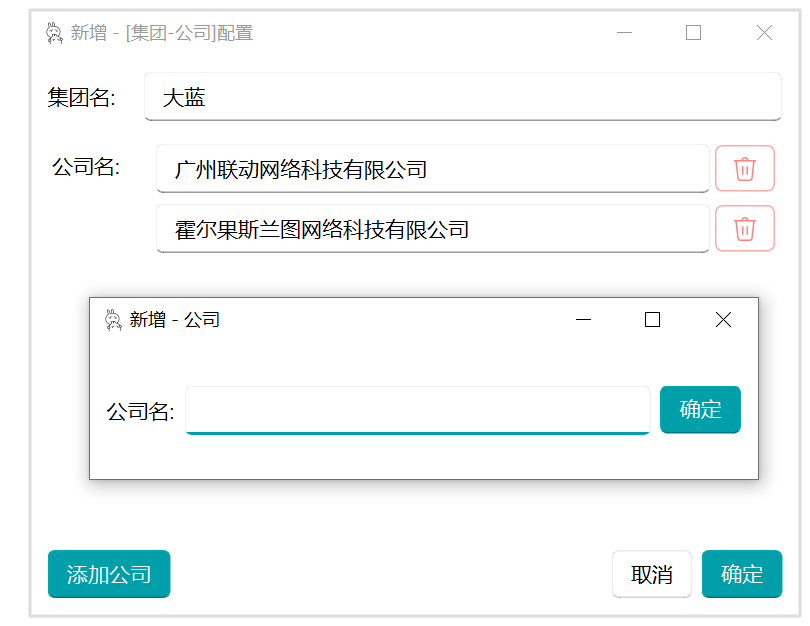 新增 - [集团-公司]配置
集团名: 大蓝
公司名: 广州联动网络科技有限公司
霍尔果斯兰图网络科技有限公司
新增 - 公司
公司名: 确定
添加公司 取消 确定